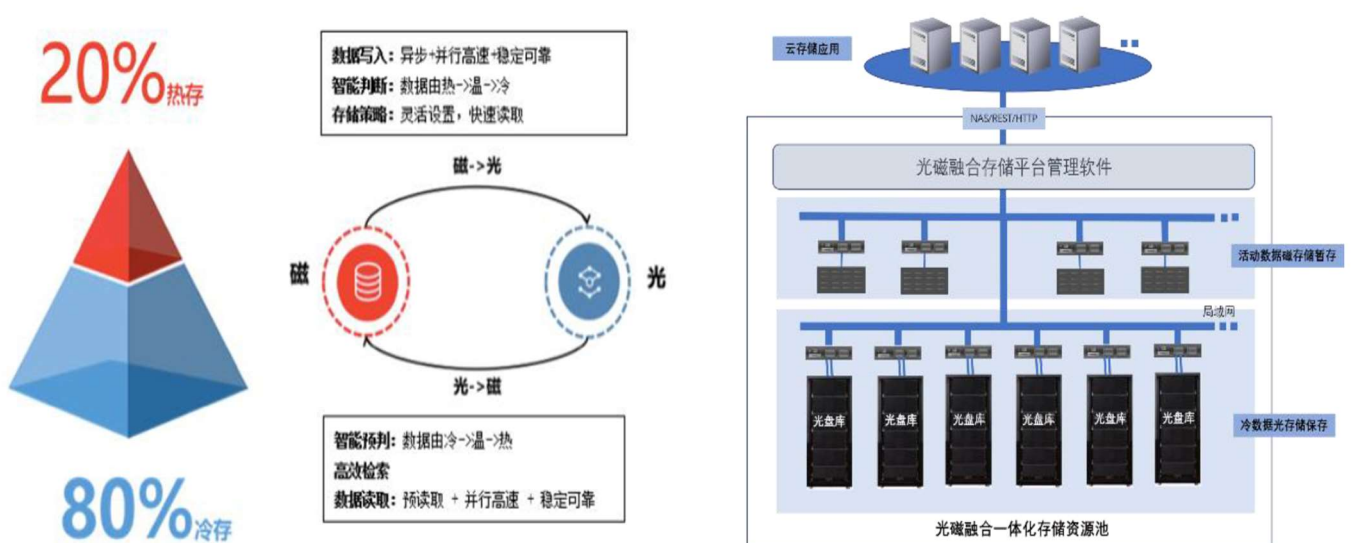 20%热存
数据写入：异步+并行高速+稳定可靠
智能判断：数据由热->温->冷
存储策略：灵活设置，快速读取
磁->光
磁
光
光->磁
智能预判：数据由冷->温->热
高效检索
数据读取：预读取 + 并行高速 + 稳定可靠
80%冷存
云存储应用
NAS/REST/HTTP
光磁融合存储平台管理软件
活动数据磁存储暂存
局域网
光盘库
光盘库
光盘库
光盘库
光盘库
光盘库
冷数据光存储保存
光磁融合一体化存储资源池